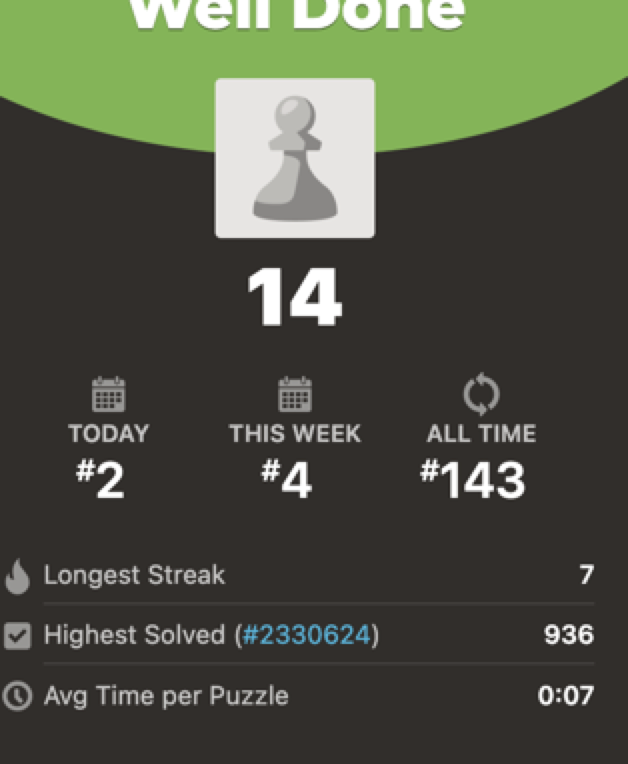 Well Done
14
TODAY THIS WEEK ALL TIME
#2 #4 #143
Longest Streak 7
Highest Solved (#2330624) 936
Avg Time per Puzzle 0:07